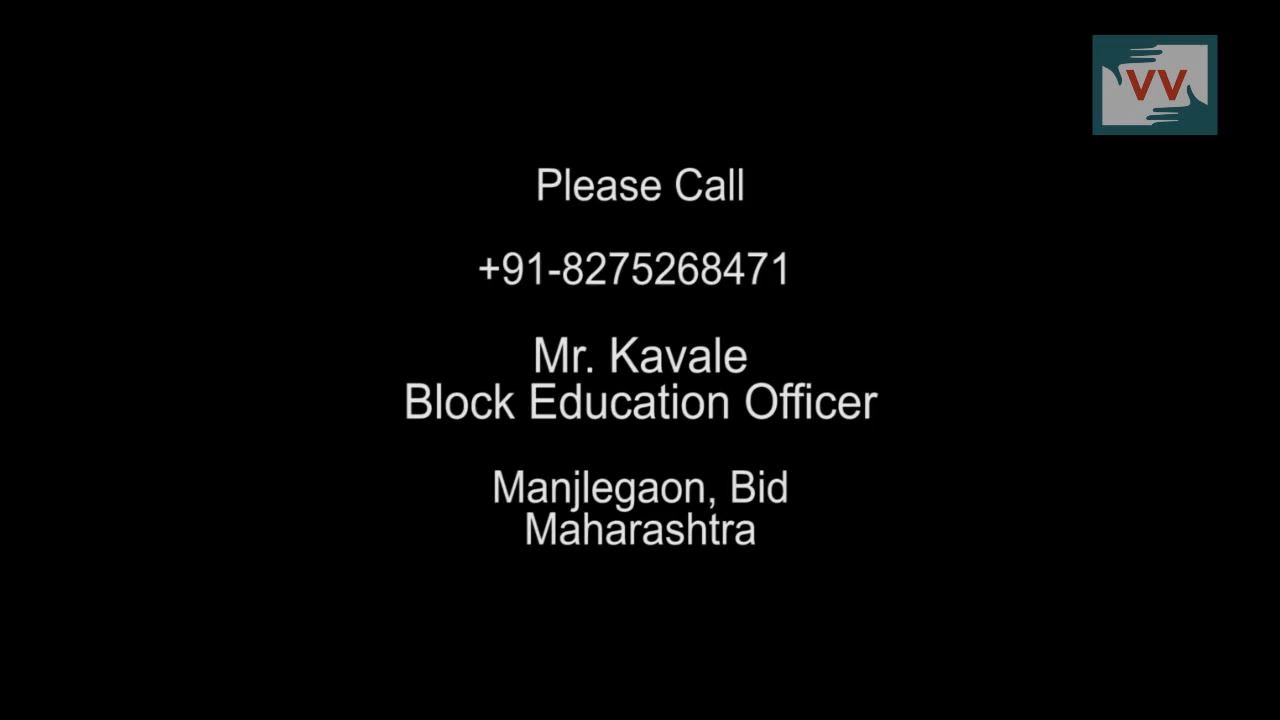 VV
Please Call
+91-8275268471
Mr. Kavale
Block Education Officer
Manjlegaon, Bid
Maharashtra